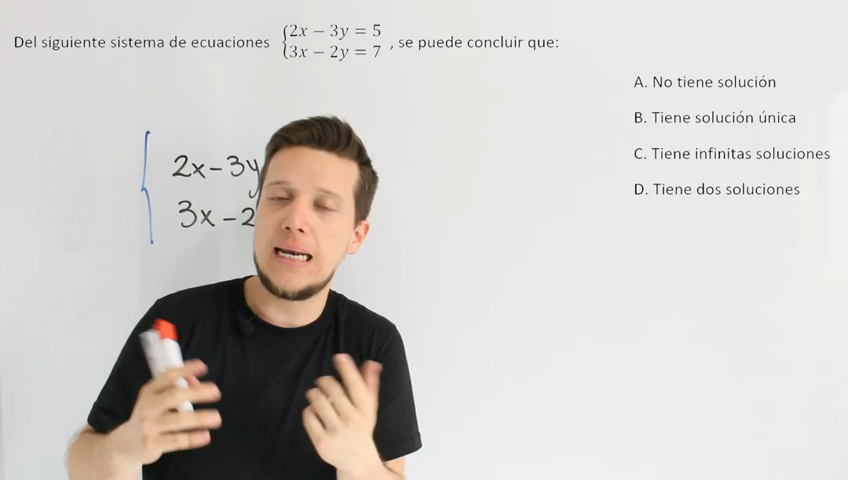 Del siguiente sistema de ecuaciones {2x − 3y = 5
3x − 2y = 7 , se puede concluir que:
A. No tiene solución
B. Tiene solución única
C. Tiene infinitas soluciones
D. Tiene dos soluciones
2x-3y
3x-2